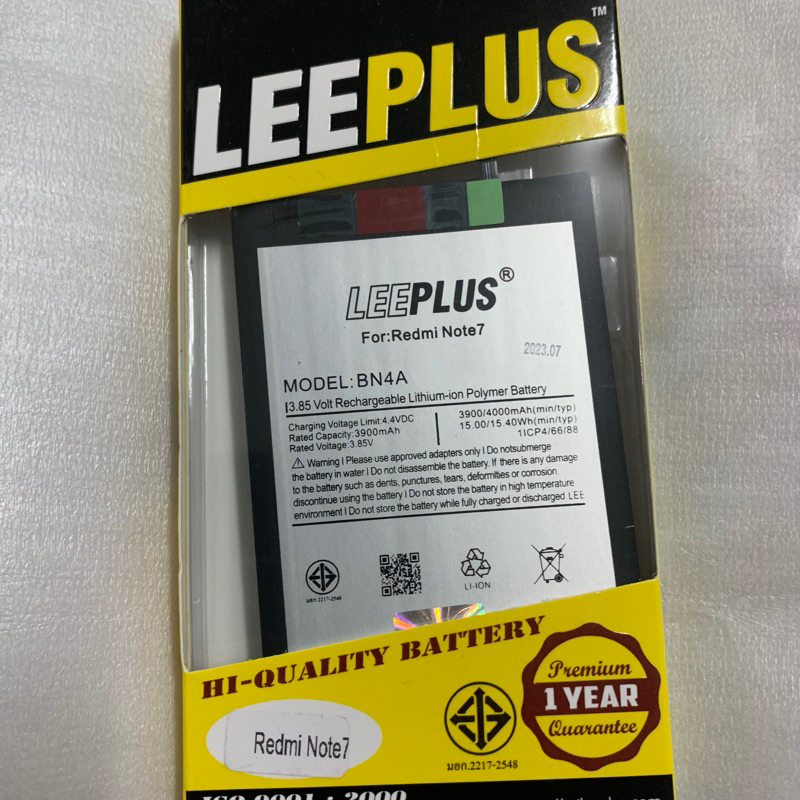 LEEPLUS™
LEEPLUS®
For:Redmi Note7
2023.07
MODEL:BN4A
3.85 Volt Rechargeable Lithium-ion Polymer Battery
Charging Voltage Limit:4.4VDC
Rated Capacity:3900mAh
Rated Voltage:3.85V
3900/4000mAh(min/typ)
15.00/15.40Wh(min/typ)
1ICP4/66/88
⚠ Warning | Please use approved adapters only | Do notsubmerge
the battery in water | Do not disassemble the battery. If there is any damage
to the battery such as dents, punctures, tears, deformities or corrosion.
discontinue using the battery | Do not store the battery in high temperature
environment | Do not store the battery while fully charged or discharged LEE
มอก.2217-2548
LI-ION
HI-QUALITY BATTERY
Redmi Note7
มอก.2217-2548
Premium
1 YEAR
Quarantee
ISO 9001 : 2000